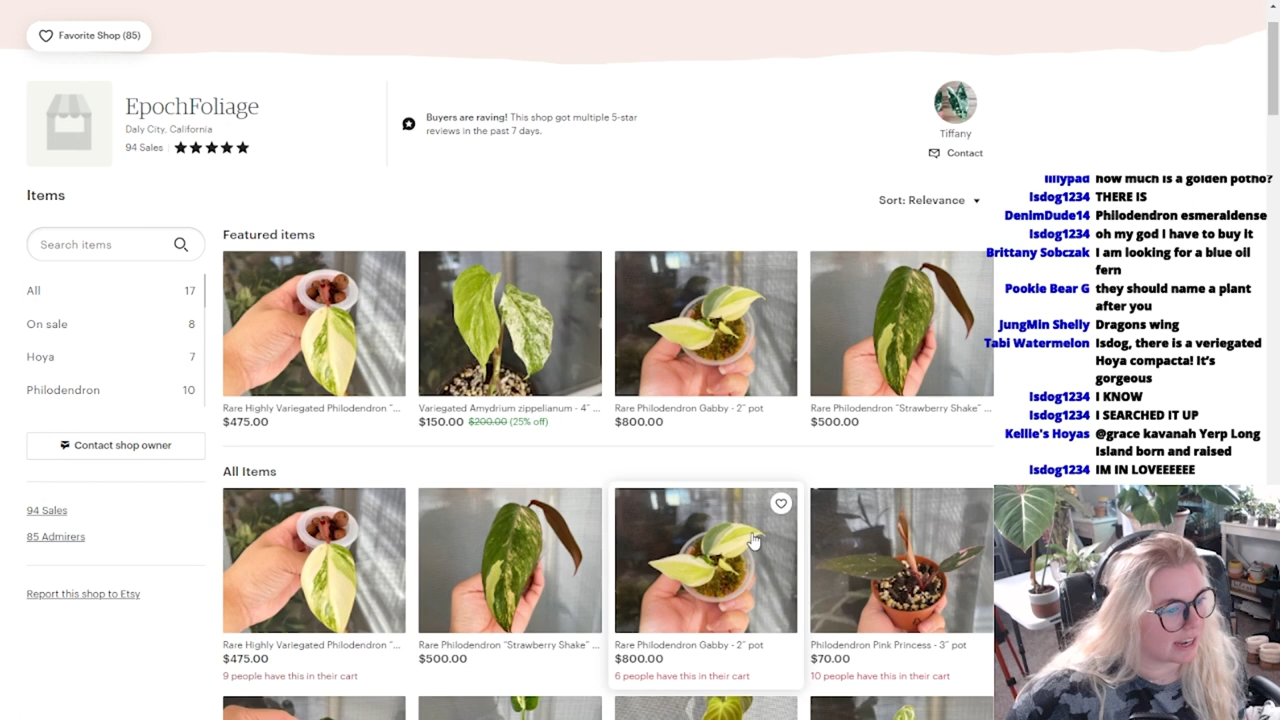 Favorite Shop (85)
EpochFoliage
Daly City, California
94 Sales
Buyers are raving! This shop got multiple 5-star
reviews in the past 7 days.
Tiffany
Contact
Items
Sort: Relevance
Search items
All 17
On sale 8
Hoya 7
Philodendron 10
Contact shop owner
94 Sales
85 Admirers
Report this shop to Etsy
Featured items
Rare Highly Variegated Philodendron "...
$475.00
Variegated Amydrium zippelianum - 4" ...
$150.00 $200.00 (25% off)
Rare Philodendron Gabby - 2" pot
$800.00
Rare Philodendron "Strawberry Shake" ...
$500.00
All Items
Rare Highly Variegated Philodendron "...
$475.00
9 people have this in their cart
Rare Philodendron "Strawberry Shake" ...
$500.00
Rare Philodendron Gabby - 2" pot
$800.00
6 people have this in their cart
Philodendron Pink Princess - 3" pot
$70.00
10 people have this in their cart
lillypad how much is a golden potho?
Isdog1234 THERE IS
DenimDude14 Philodendron esmeraldense
Isdog1234 oh my god I have to buy it
Brittany Sobczak I am looking for a blue oil
fern
Pookie Bear G they should name a plant
after you
JungMin Shelly Dragons wing
Tabi Watermelon Isdog, there is a veriegated
Hoya compacta! It's
gorgeous
Isdog1234 I KNOW
Isdog1234 I SEARCHED IT UP
Kellie's Hoyas @grace kavanah Yerp Long
Island born and raised
Isdog1234 IM IN LOVEEEEEE